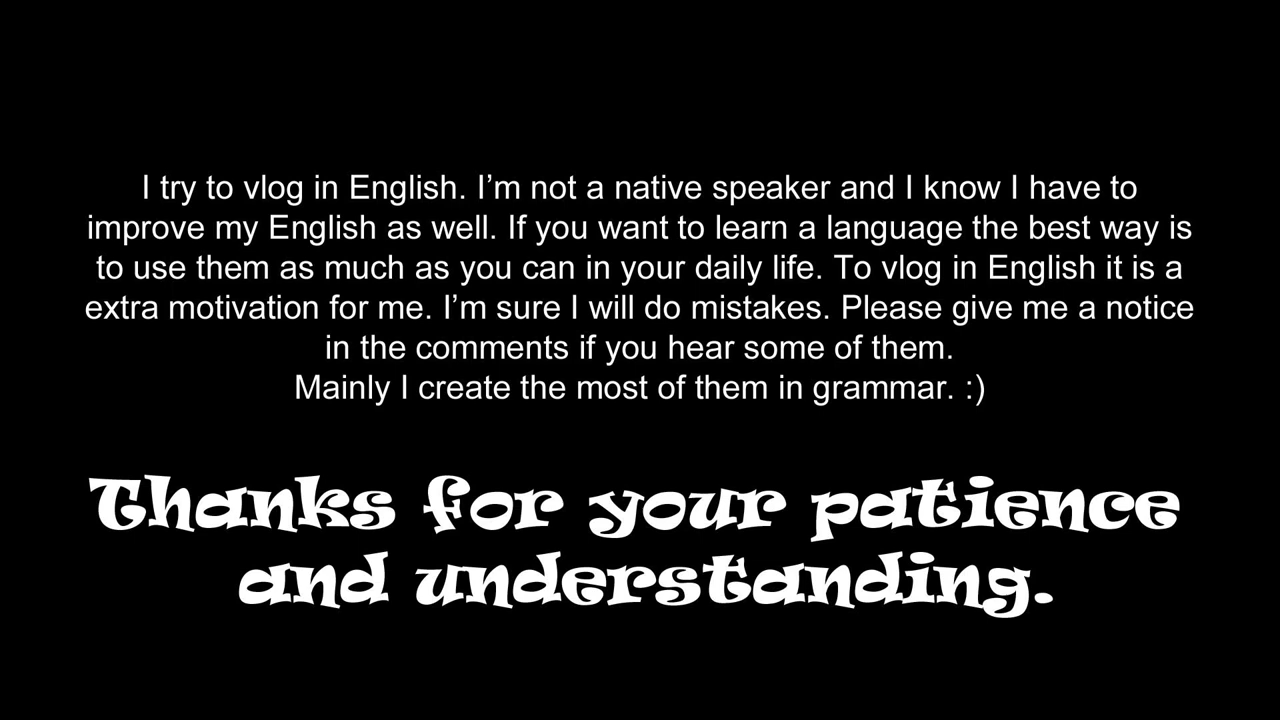 I try to vlog in English. I’m not a native speaker and I know I have to
improve my English as well. If you want to learn a language the best way is
to use them as much as you can in your daily life. To vlog in English it is a
extra motivation for me. I’m sure I will do mistakes. Please give me a notice
in the comments if you hear some of them.
Mainly I create the most of them in grammar. :)
Thanks for your patience
and understanding.